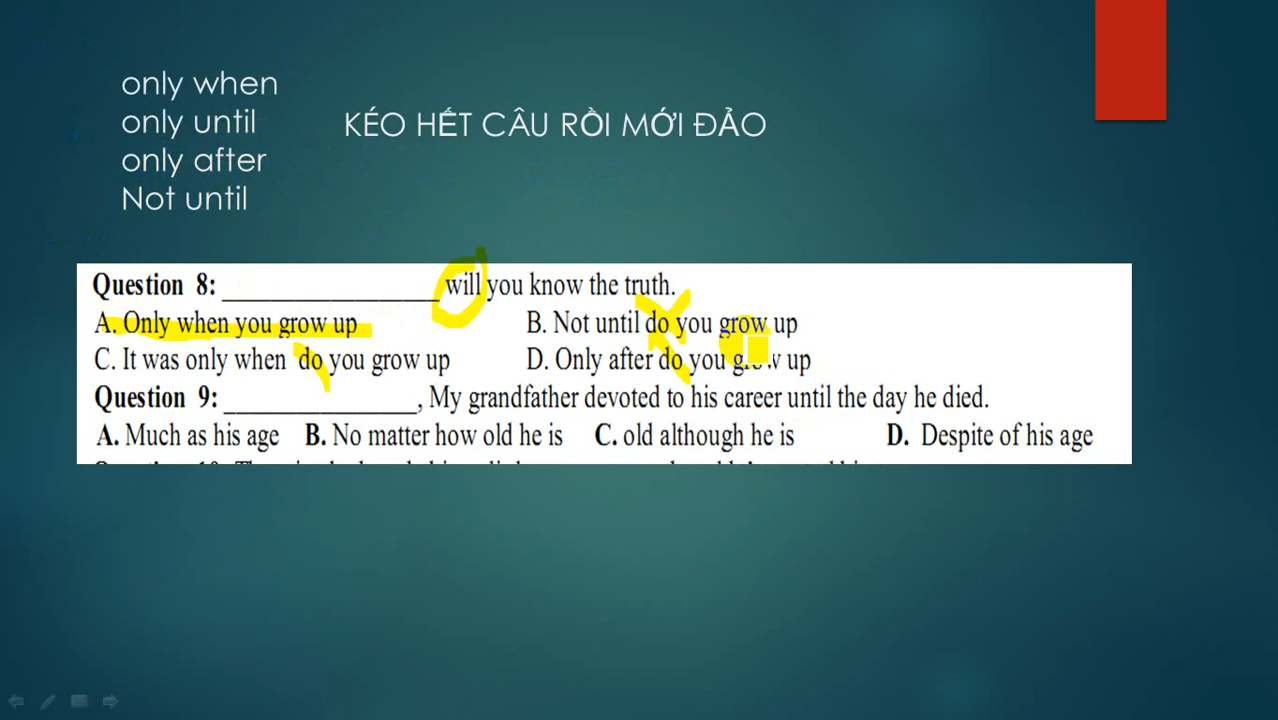 only when
only until
only after
Not until
KÉO HẾT CÂU RỒI MỚI ĐẢO
Question 8: ____________________ will you know the truth.
A. Only when you grow up B. Not until do you grow up
C. It was only when do you grow up D. Only after do you grow up
Question 9: __________________, My grandfather devoted to his career until the day he died.
A. Much as his age B. No matter how old he is C. old although he is D. Despite of his age